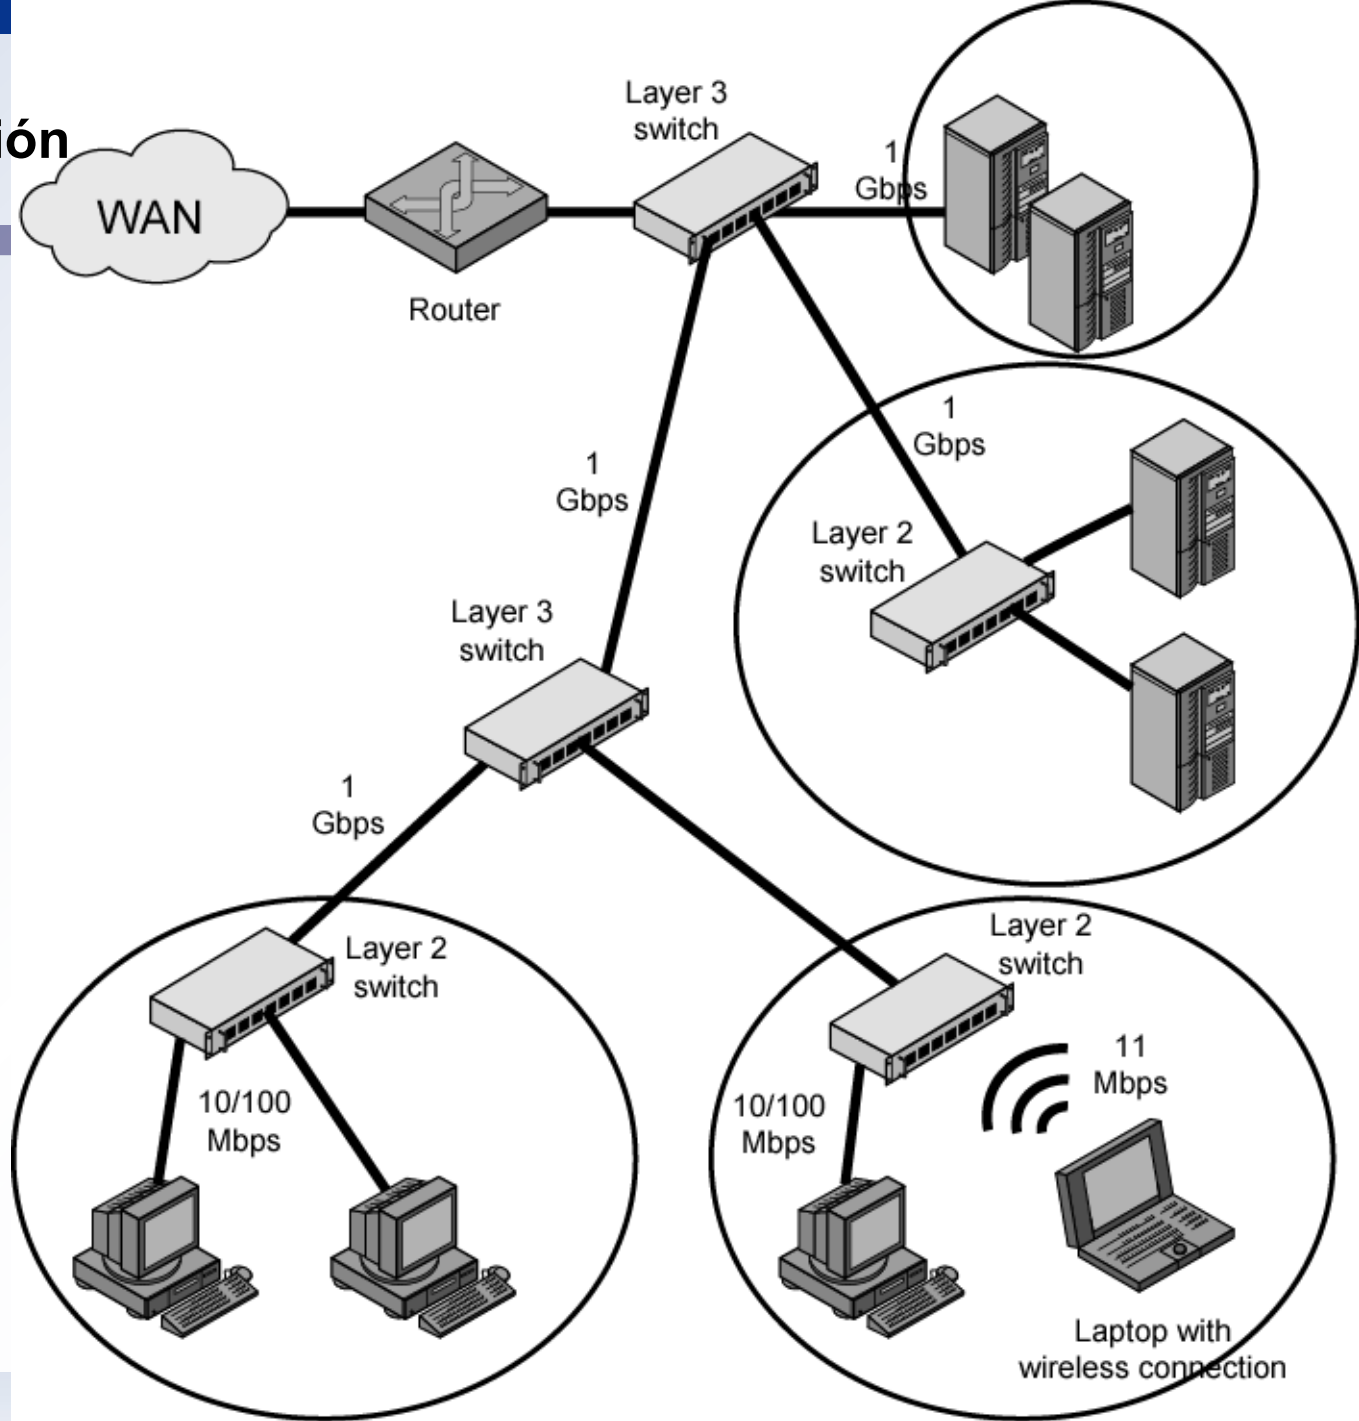 ión
WAN
Router
Layer 3
switch
1
Gbps
1
Gbps
1
Gbps
Layer 2
switch
Layer 3
switch
1
Gbps
Layer 2
switch
10/100
Mbps
Layer 2
switch
10/100
Mbps
11
Mbps
Laptop with
wireless connection